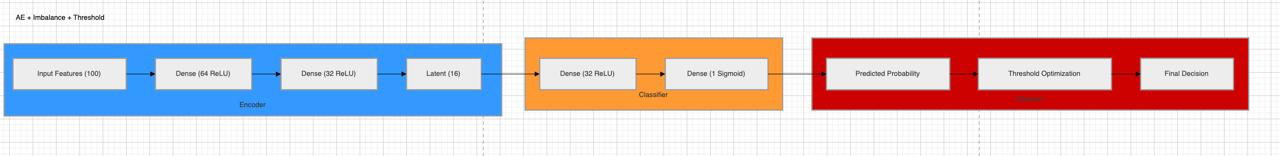 AE + Imbalance + Threshold
Input Features (100)
Dense (64 ReLU)
Dense (32 ReLU)
Latent (16)
Encoder
Dense (32 ReLU)
Dense (1 Sigmoid)
Classifier
Predicted Probability
Threshold Optimization
Final Decision